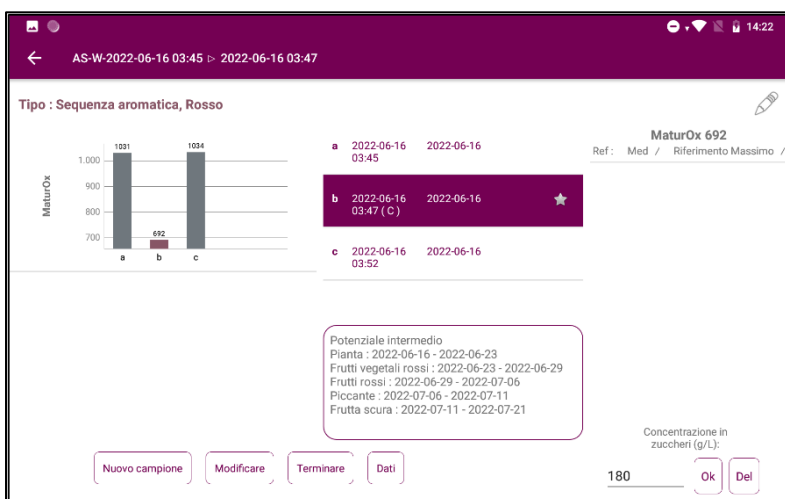 14:22
AS-W-2022-06-16 03:45 ▷ 2022-06-16 03:47
Tipo : Sequenza aromatica, Rosso
MaturOx
1.000
900
800
700
1031
692
1034
a
b
c
a 2022-06-16 2022-06-16
03:45
b 2022-06-16 2022-06-16
03:47 ( C )
c 2022-06-16 2022-06-16
03:52
MaturOx 692
Ref : Med / Riferimento Massimo /
Potenziale intermedio
Pianta : 2022-06-16 - 2022-06-23
Frutti vegetali rossi : 2022-06-23 - 2022-06-29
Frutti rossi : 2022-06-29 - 2022-07-06
Piccante : 2022-07-06 - 2022-07-11
Frutta scura : 2022-07-11 - 2022-07-21
Concentrazione in
zuccheri (g/L):
180 Ok Del
Nuovo campione Modificare Terminare Dati